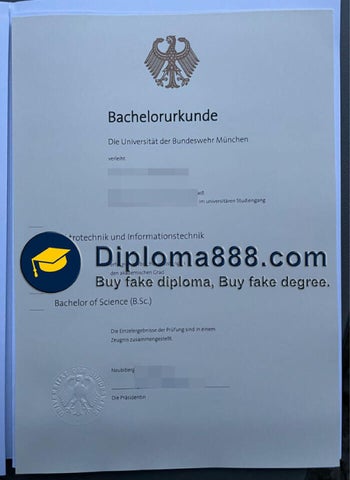 Bachelorurkunde
Die Universität der Bundeswehr München
verleiht
im universitären Studiengang
trotechnik und Informationstechnik
Diploma888.com
Buy fake diploma, Buy fake degree.
den akademischen Grad
Bachelor of Science (B.Sc.)
Die Einzelergebnisse der Prüfung sind in einem
Zeugnis zusammengestellt.
Neubiberg
Die Präsidentin